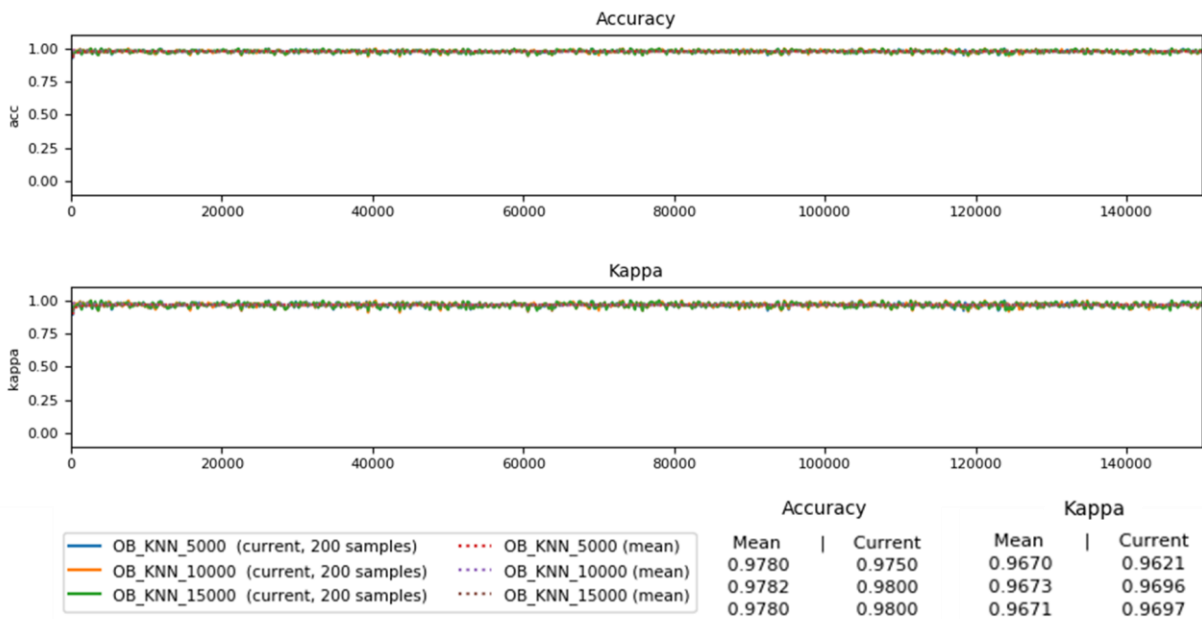 Accuracy
1.00
0.75
0.50
0.25
0.00
acc
0 20000 40000 60000 80000 100000 120000 140000
Kappa
1.00
0.75
0.50
0.25
0.00
kappa
0 20000 40000 60000 80000 100000 120000 140000
OB_KNN_5000 (current, 200 samples) OB_KNN_5000 (mean)
OB_KNN_10000 (current, 200 samples) OB_KNN_10000 (mean)
OB_KNN_15000 (current, 200 samples) OB_KNN_15000 (mean)
Accuracy Kappa
Mean | Current Mean | Current
0.9780 0.9750 0.9670 0.9621
0.9782 0.9800 0.9673 0.9696
0.9780 0.9800 0.9671 0.9697